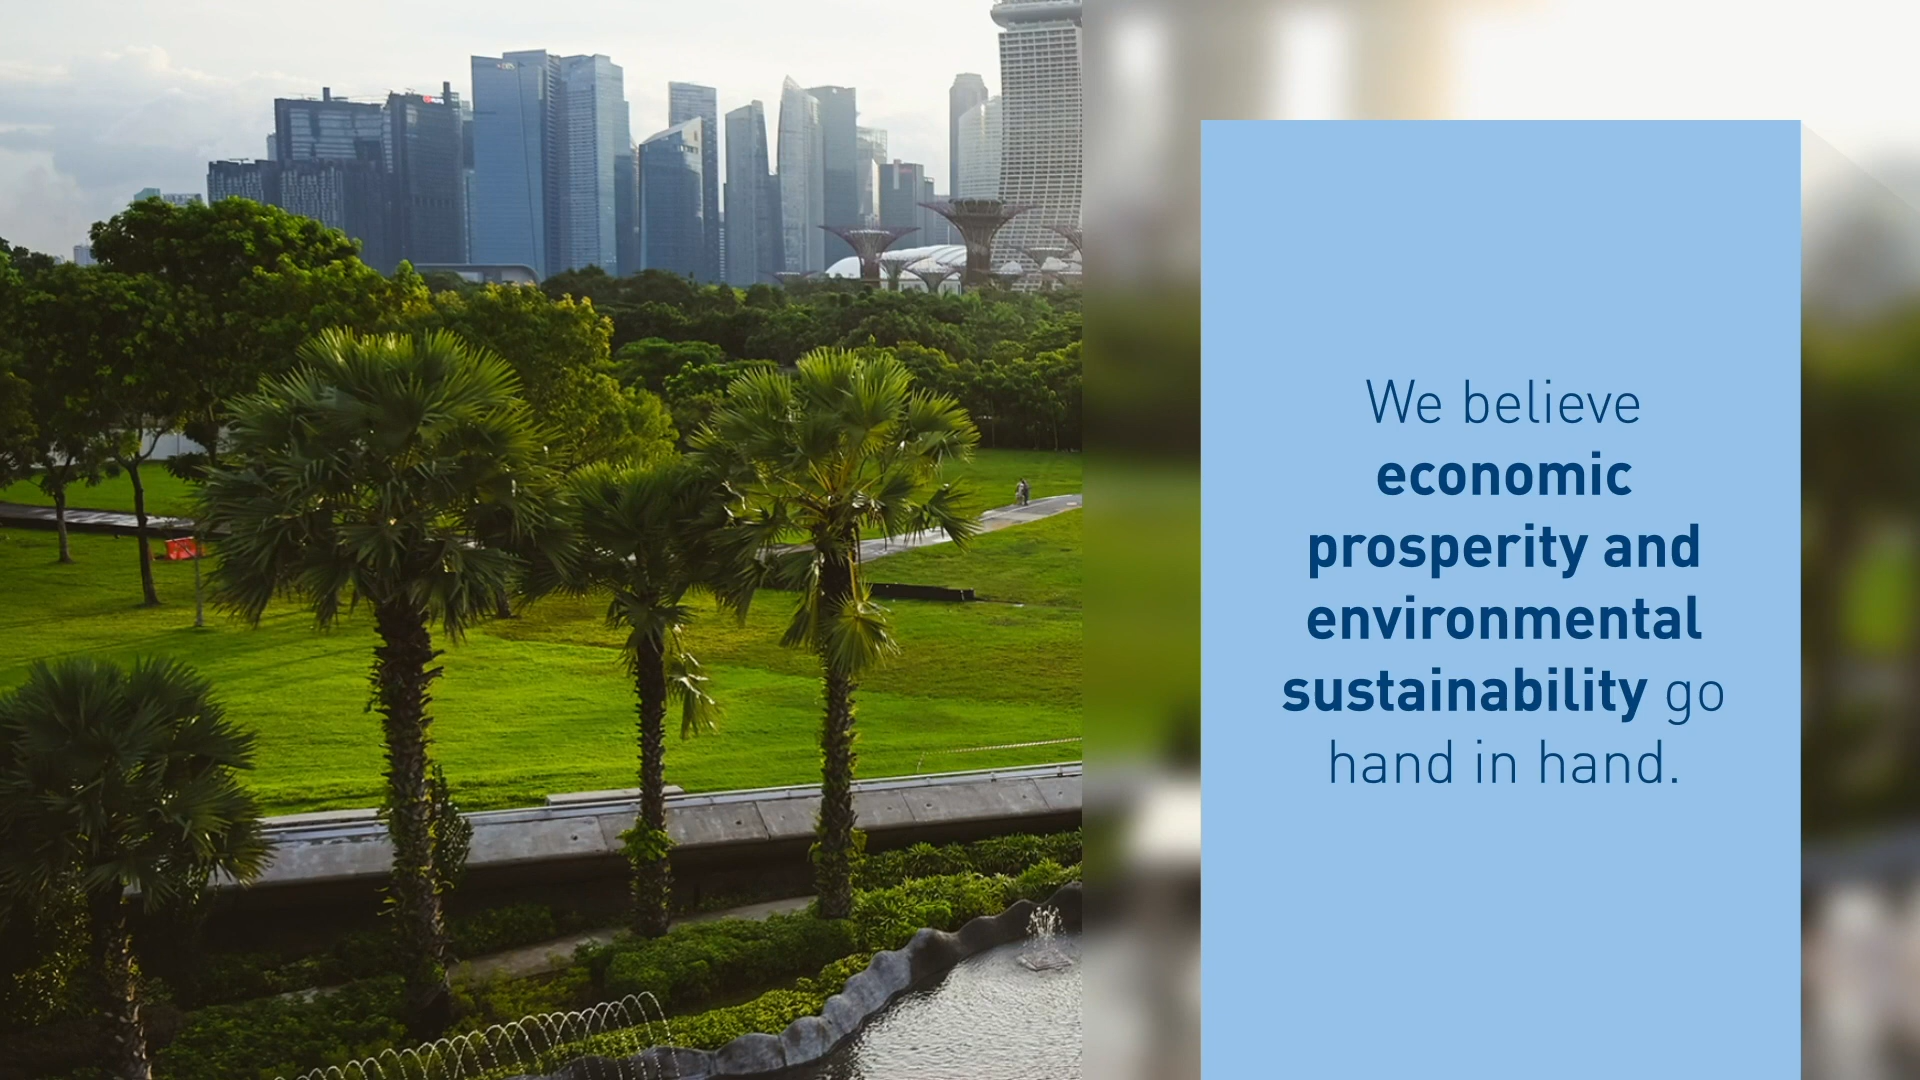 We believe
economic
prosperity and
environmental
sustainability go
hand in hand.